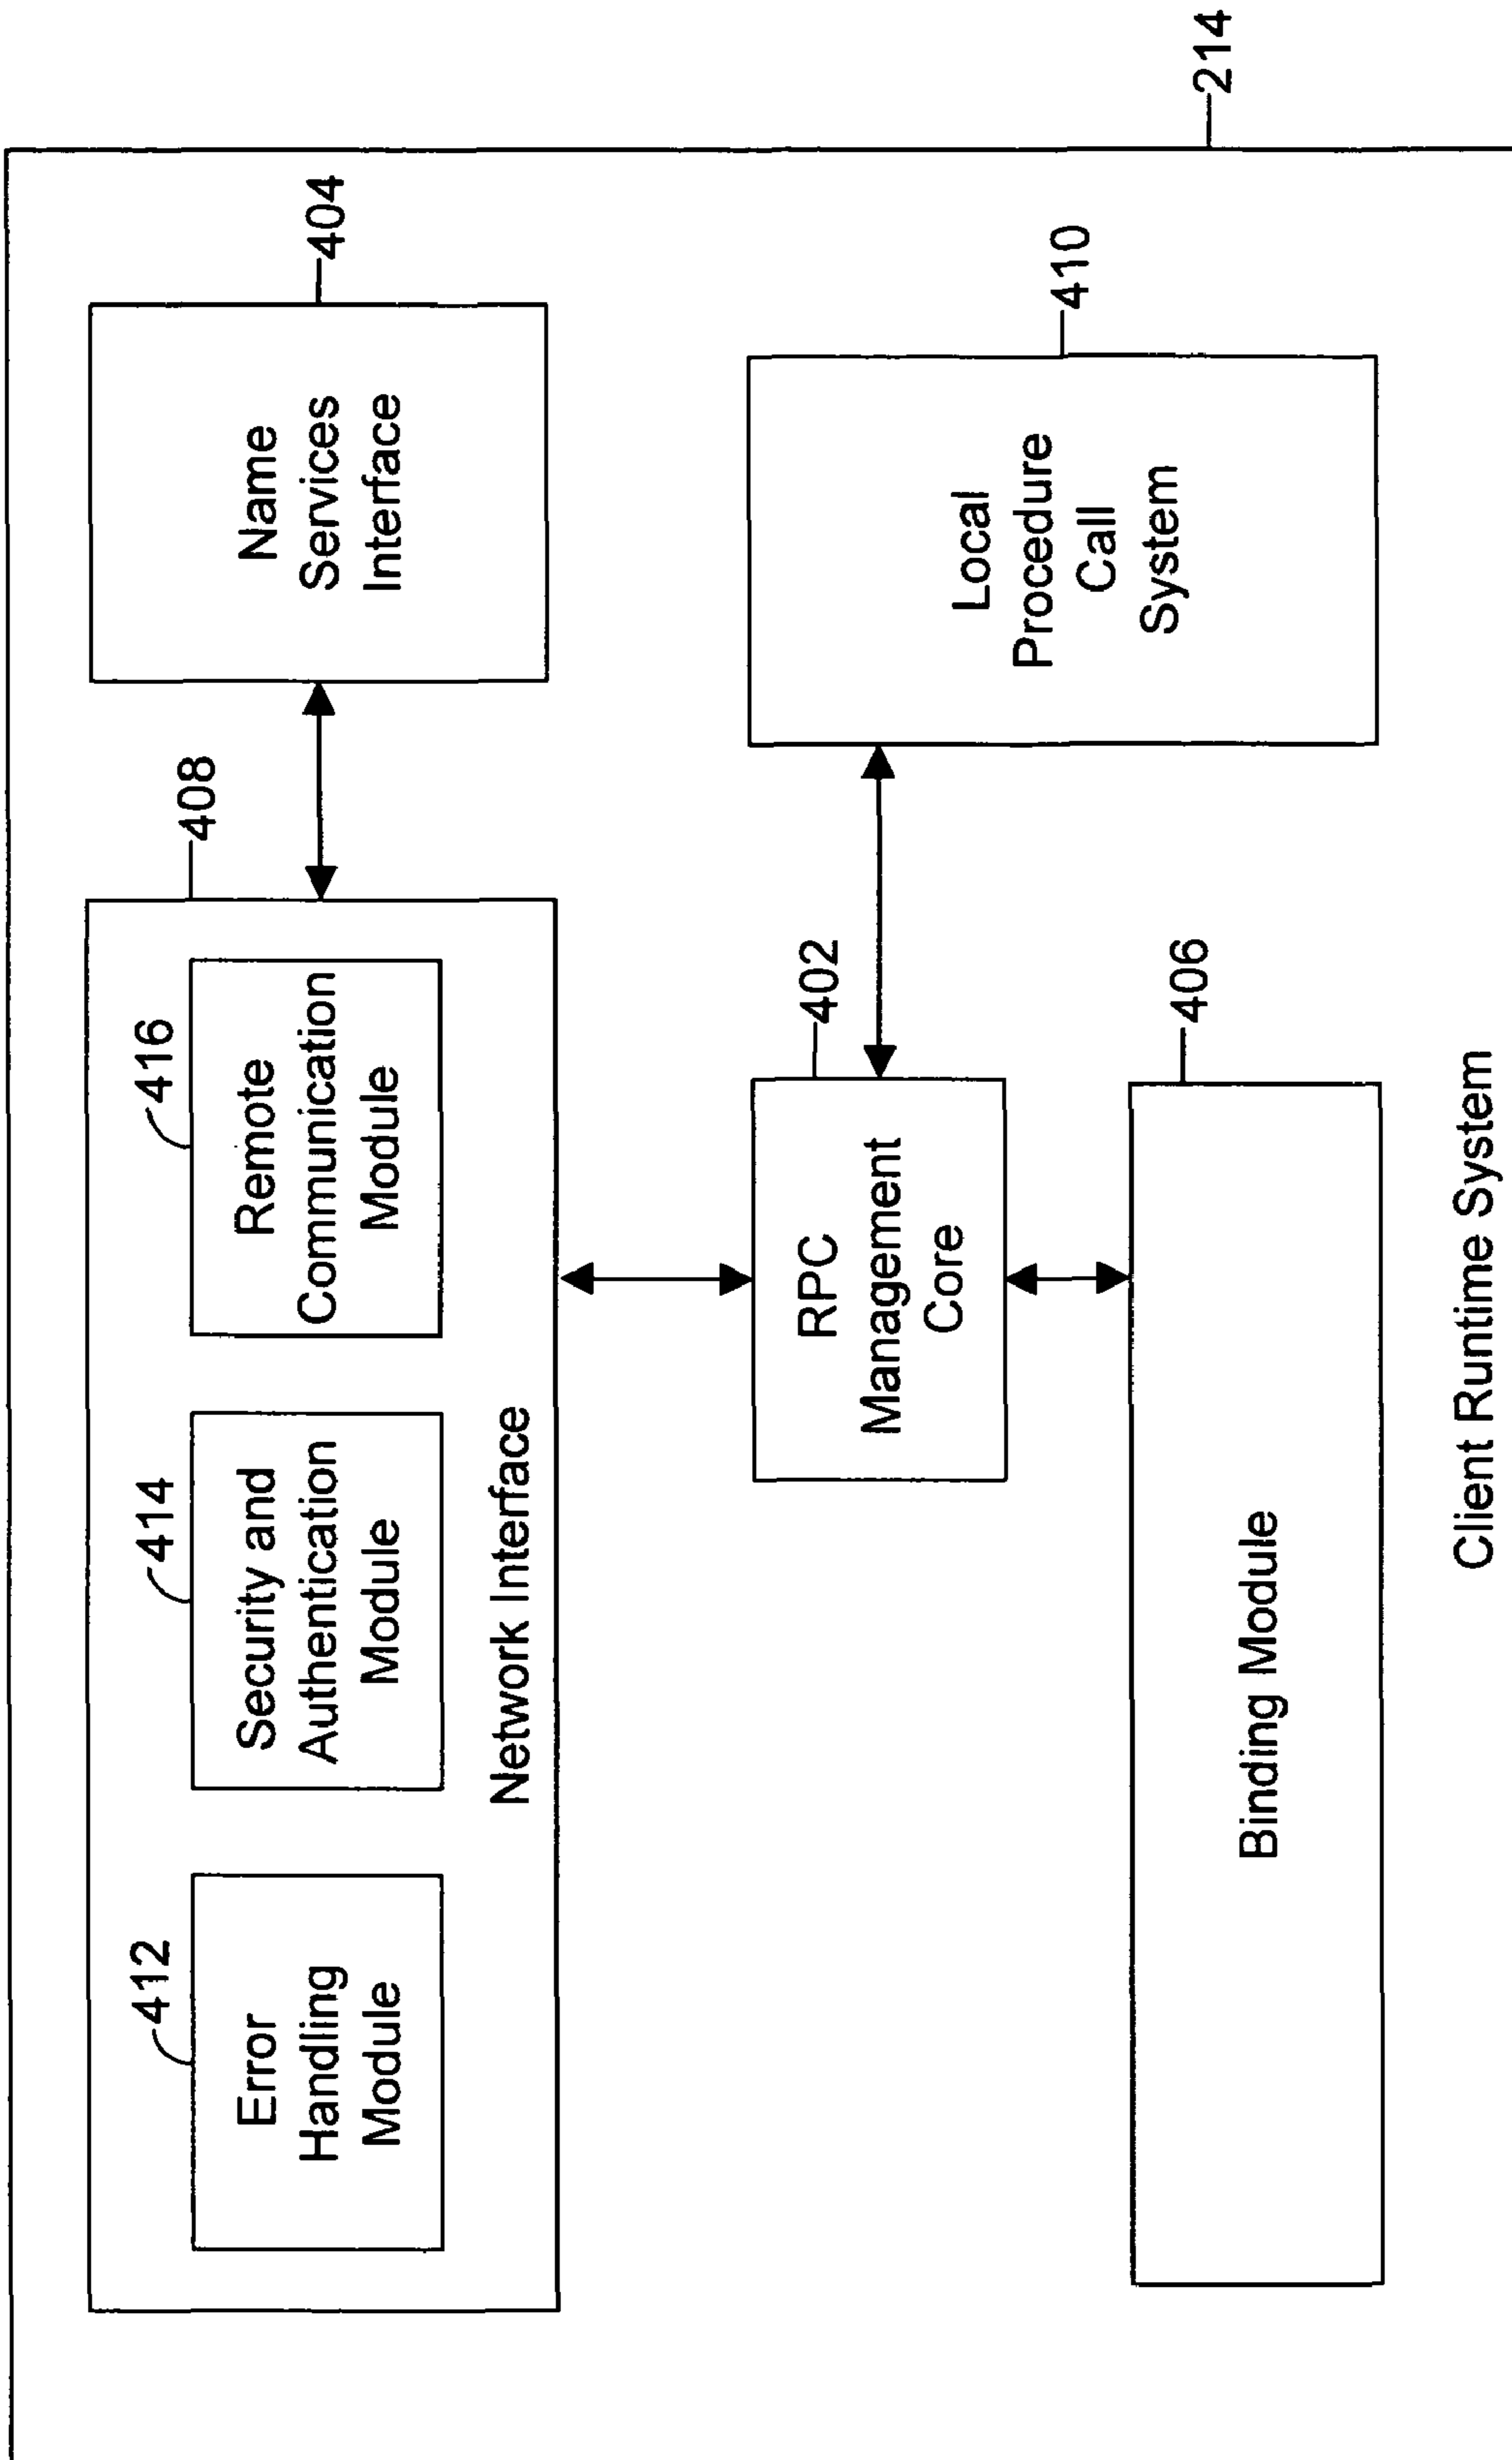 412
Error
Handling
Module
414
Security and
Authentication
Module
416
Remote
Communication
Module
Network Interface
408
Name
Services
Interface
404
RPC
Management
Core
402
Local
Procedure
Call
System
410
Binding Module
406
Client Runtime System
214